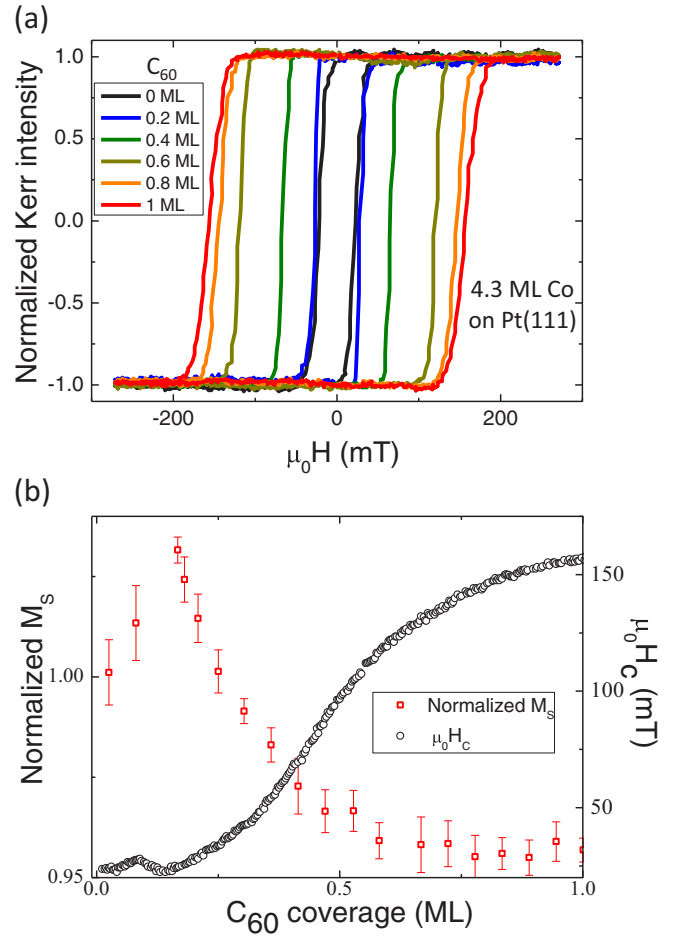 (a)
Normalized Kerr intensity
1.0
0.5
0.0
-0.5
-1.0
C60
0 ML
0.2 ML
0.4 ML
0.6 ML
0.8 ML
1 ML
4.3 ML Co
on Pt(111)
-200
0
200
μ0H (mT)
(b)
Normalized MS
1.00
0.95
Normalized MS
μ0HC
150
100
50
μ0HC (mT)
0.0
0.5
1.0
C60 coverage (ML)